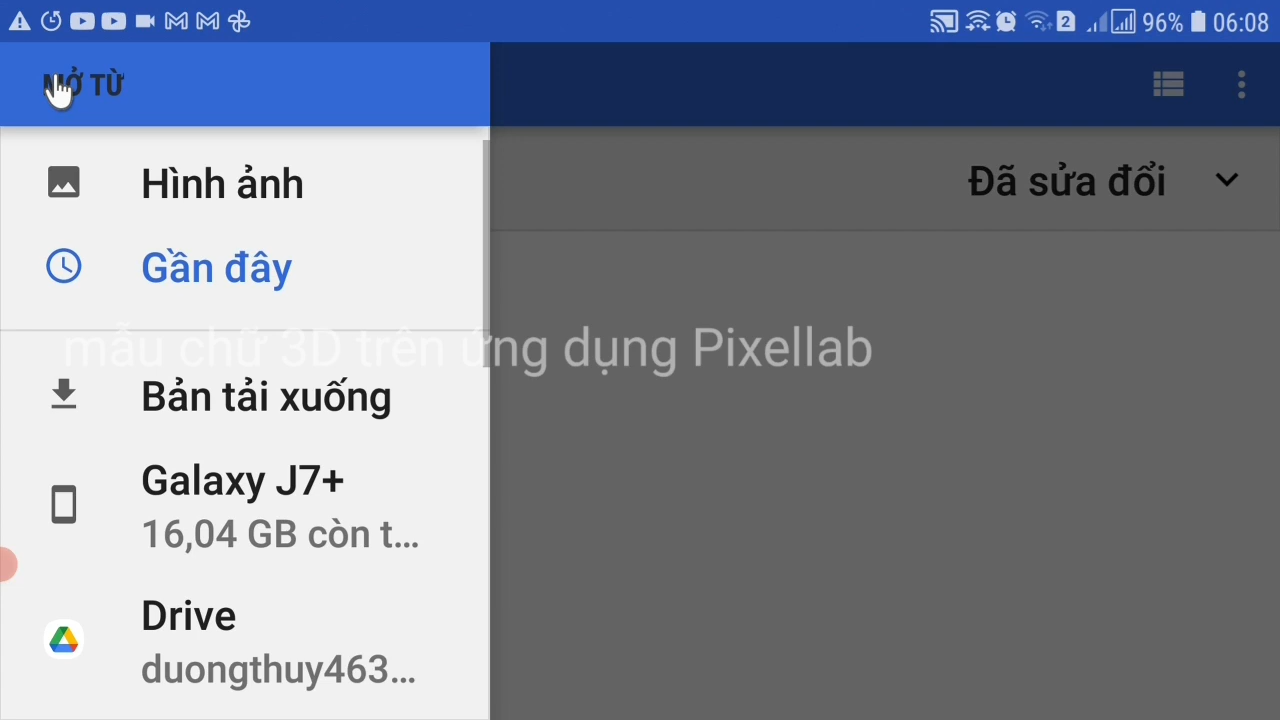 2 96% 06:08
MỞ TỪ
Hình ảnh
Đã sửa đổi
Gần đây
mẫu chữ 3D trên ứng dụng Pixellab
Bản tải xuống
Galaxy J7+
16,04 GB còn t...
Drive
duongthuy463...